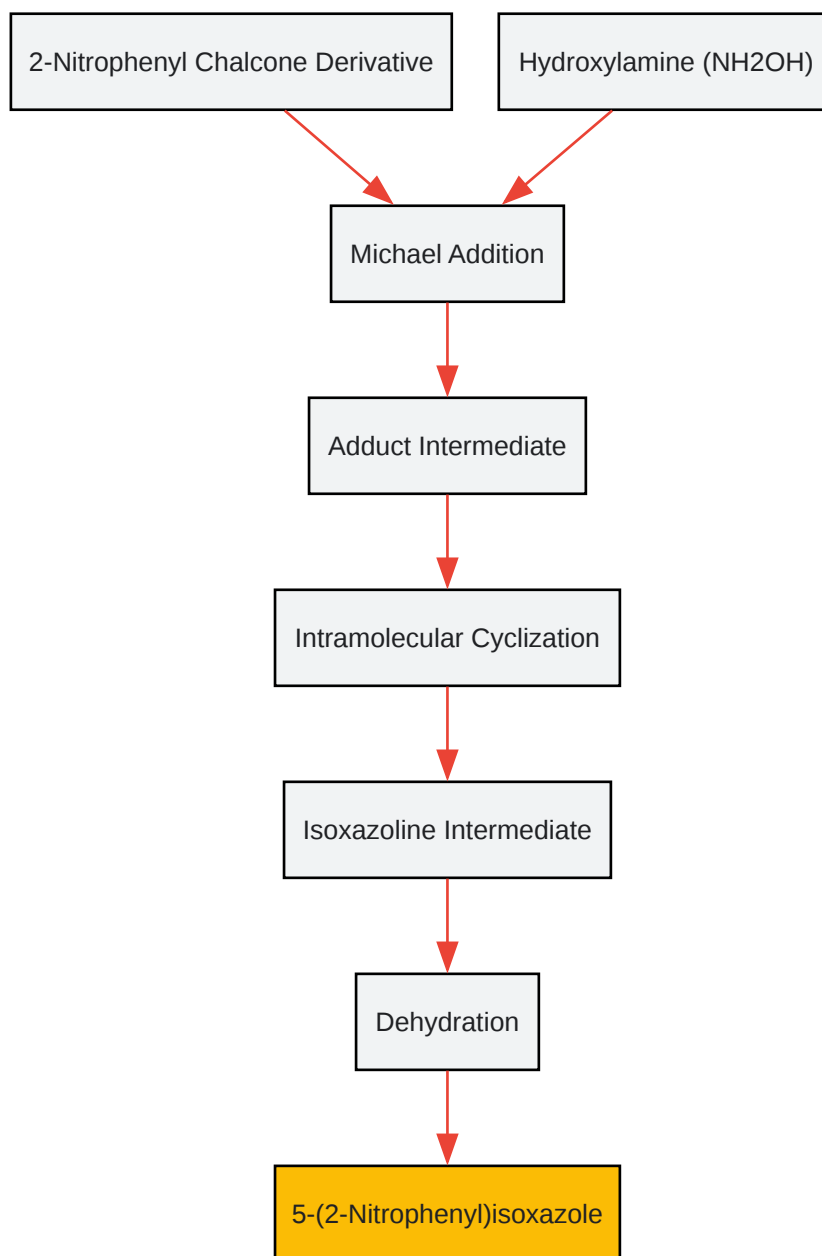 2-Nitrophenyl Chalcone Derivative
Hydroxylamine (NH2OH)
Michael Addition
Adduct Intermediate
Intramolecular Cyclization
Isoxazoline Intermediate
Dehydration
5-(2-Nitrophenyl)isoxazole